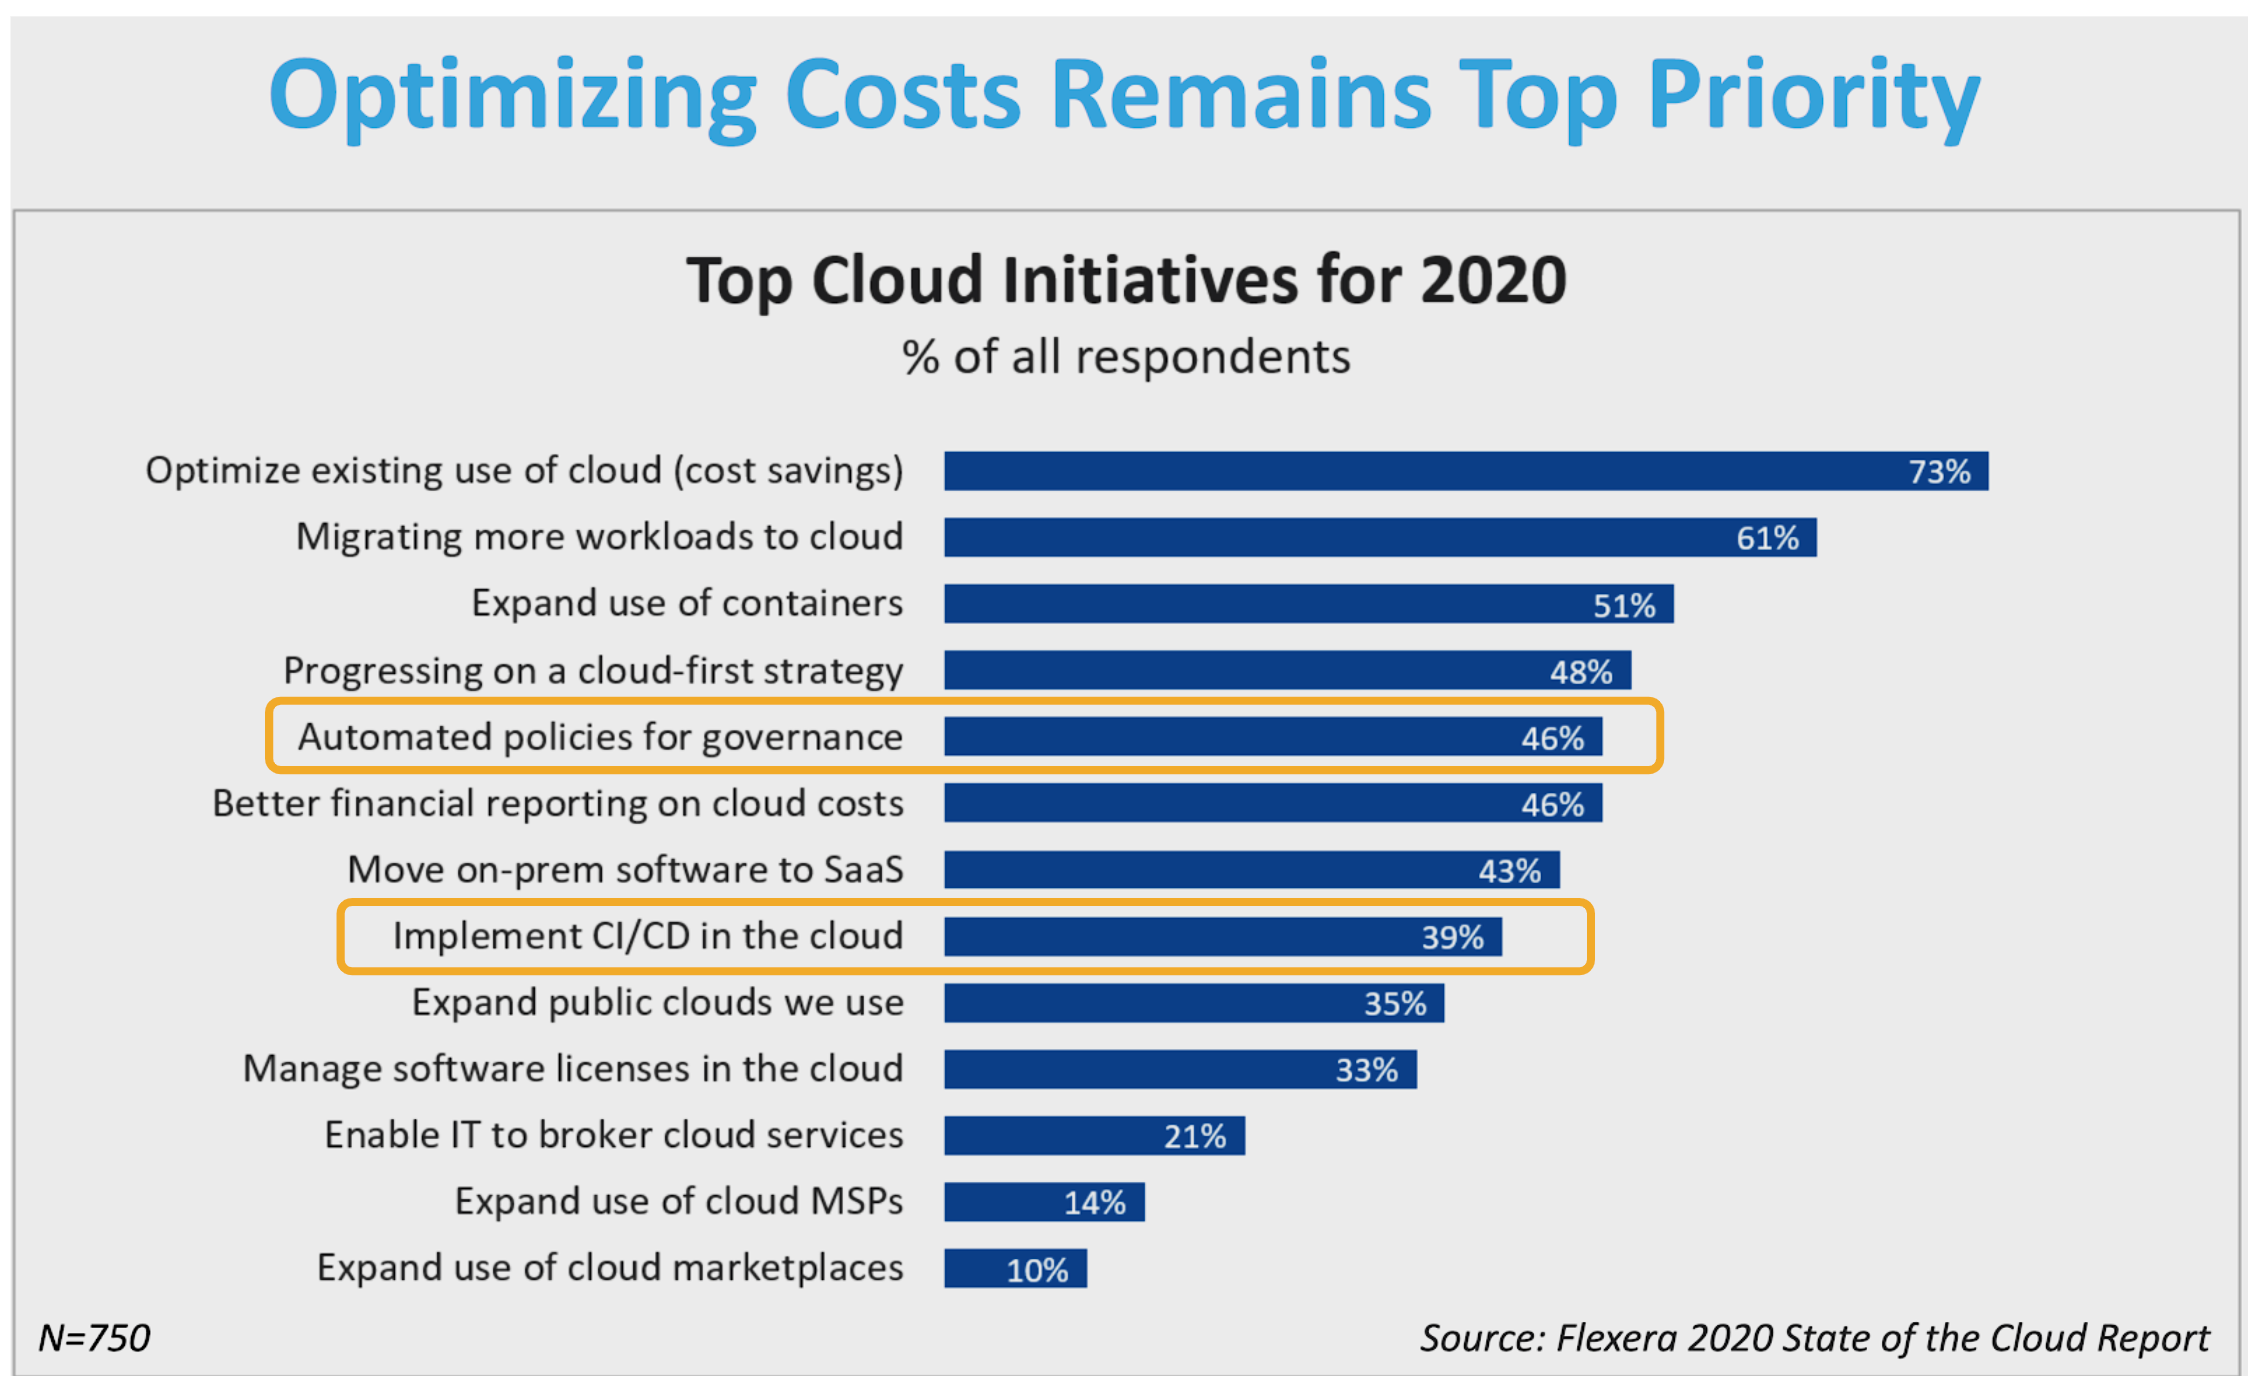 Optimizing Costs Remains Top Priority
Top Cloud Initiatives for 2020
% of all respondents
Optimize existing use of cloud (cost savings) 73%
Migrating more workloads to cloud 61%
Expand use of containers 51%
Progressing on a cloud-first strategy 48%
Automated policies for governance 46%
Better financial reporting on cloud costs 46%
Move on-prem software to SaaS 43%
Implement CI/CD in the cloud 39%
Expand public clouds we use 35%
Manage software licenses in the cloud 33%
Enable IT to broker cloud services 21%
Expand use of cloud MSPs 14%
Expand use of cloud marketplaces 10%
N=750 Source: Flexera 2020 State of the Cloud Report